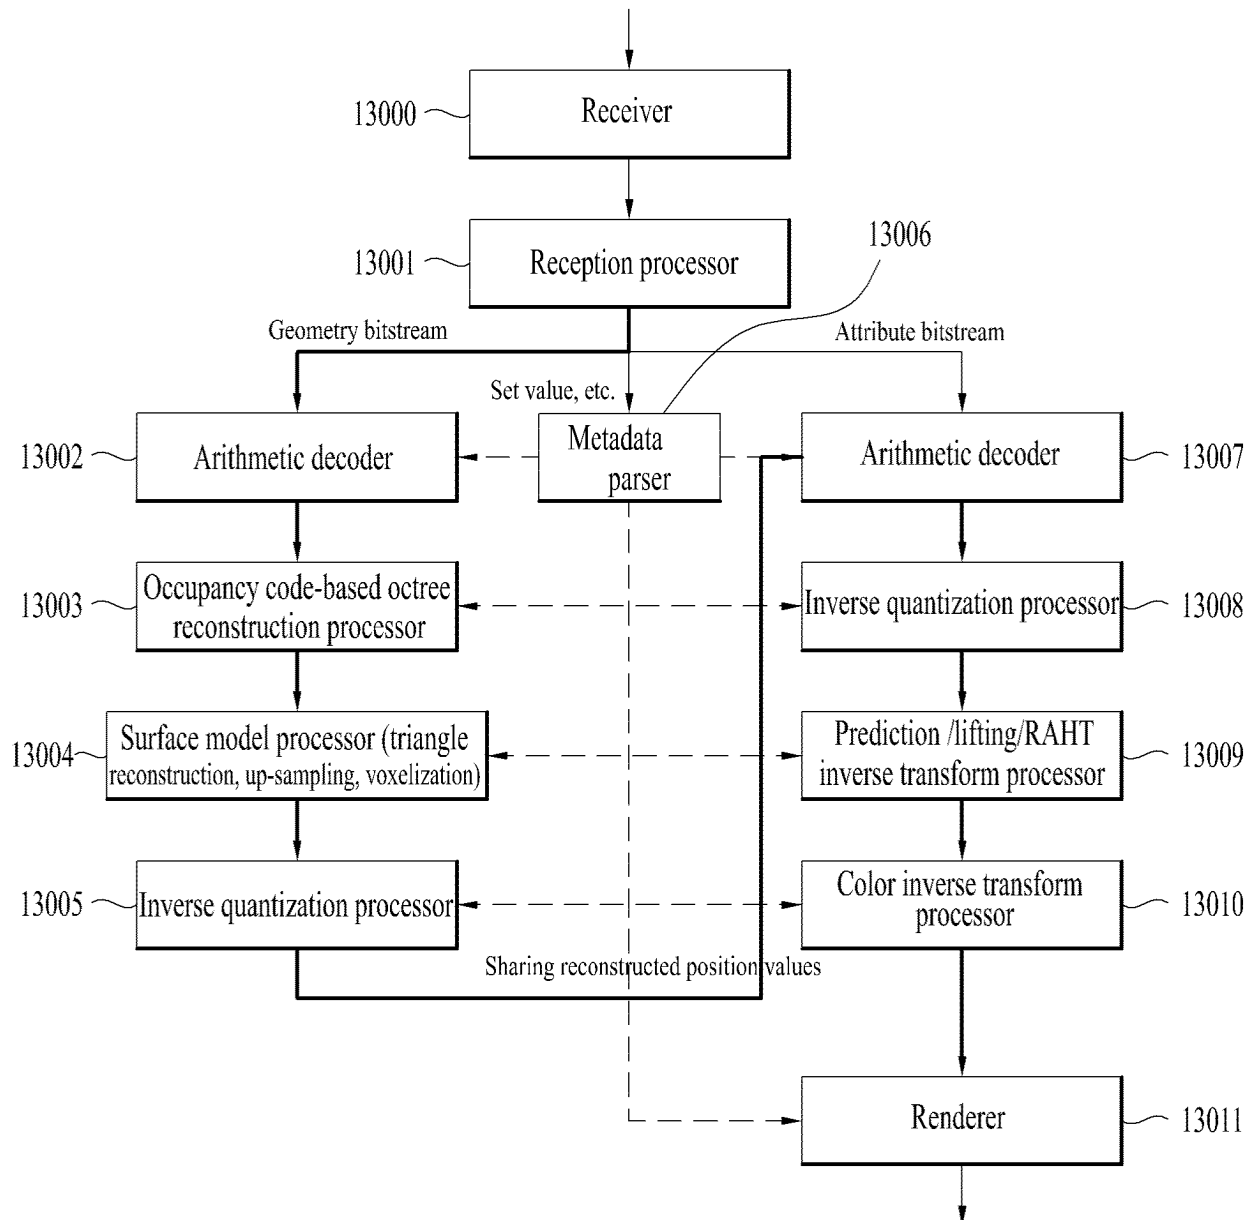 13000
Receiver
13001
Reception processor
13006
Geometry bitstream
Attribute bitstream
Set value, etc.
13002
Arithmetic decoder
Metadata
parser
Arithmetic decoder
13007
13003
Occupancy code-based octree
reconstruction processor
Inverse quantization processor
13008
13004
Surface model processor (triangle
reconstruction, up-sampling, voxelization)
Prediction /lifting/RAHT
inverse transform processor
13009
13005
Inverse quantization processor
Color inverse transform
processor
13010
Sharing reconstructed position values
Renderer
13011